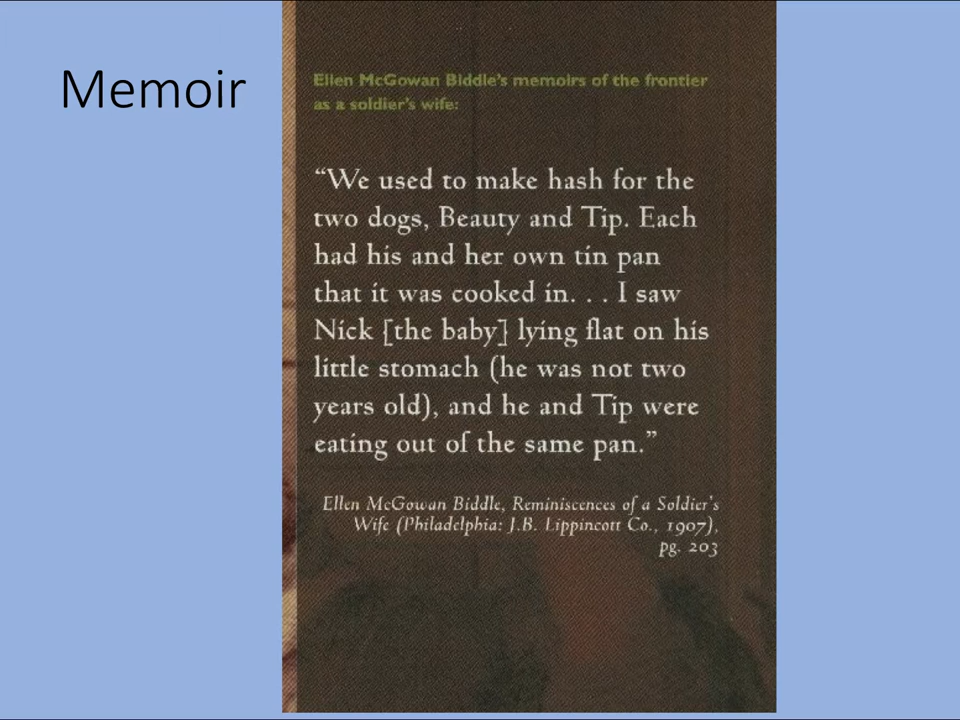 Memoir
Ellen McGowan Biddle's memoirs of the frontier
as a soldier's wife:
“We used to make hash for the
two dogs, Beauty and Tip. Each
had his and her own tin pan
that it was cooked in. . . I saw
Nick [the baby] lying flat on his
little stomach (he was not two
years old), and he and Tip were
eating out of the same pan.”
Ellen McGowan Biddle, Reminiscences of a Soldier's
Wife (Philadelphia: J.B. Lippincott Co., 1907),
pg. 203